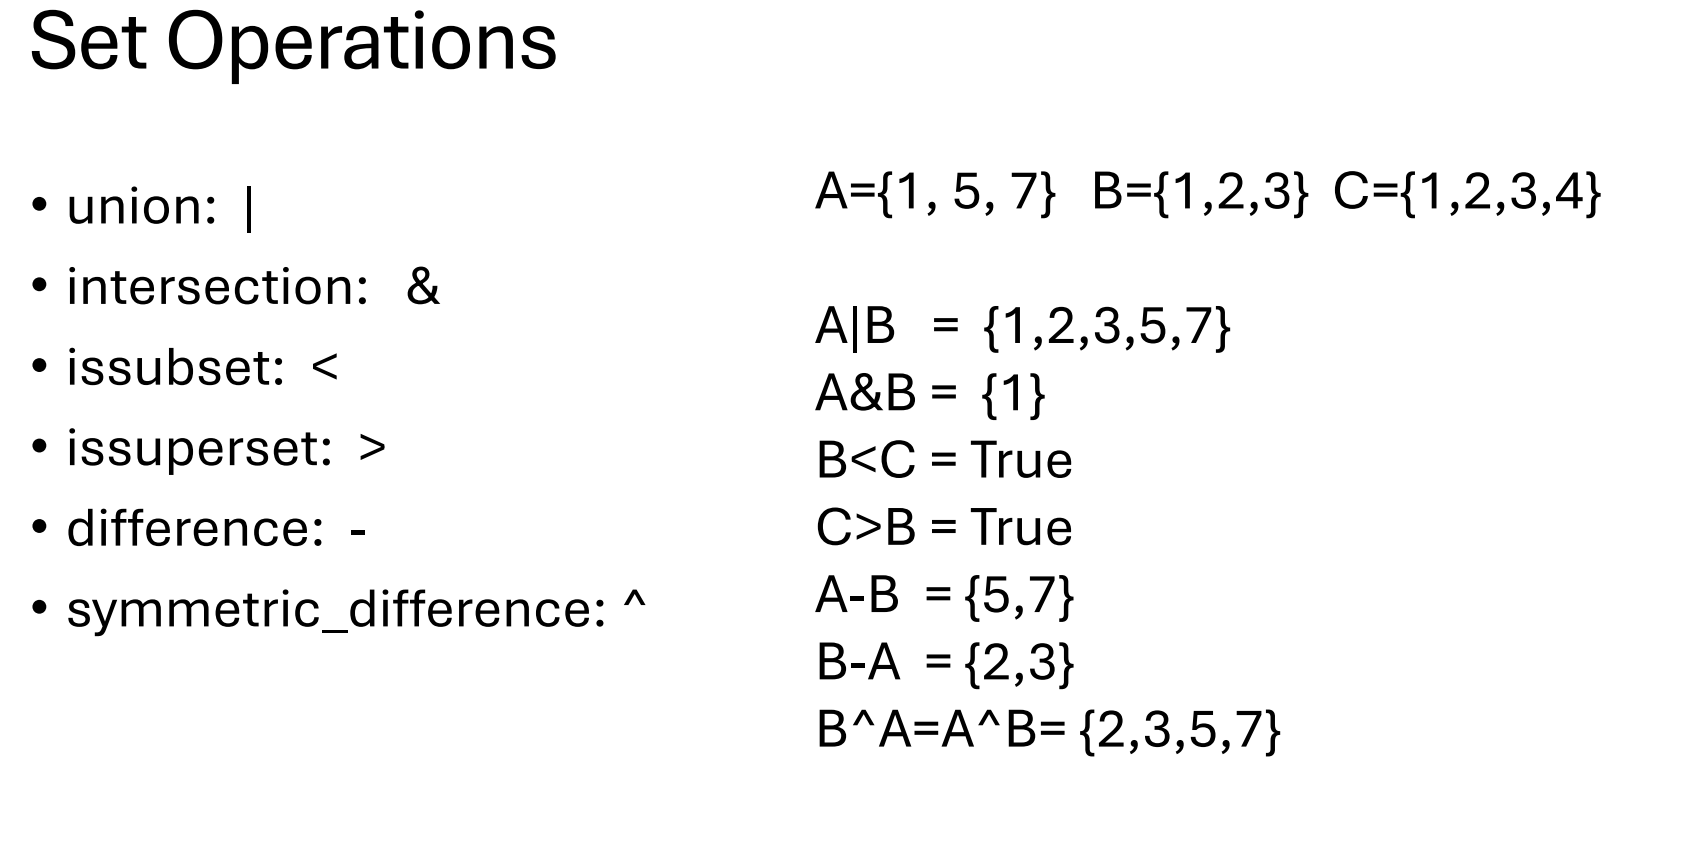 Set Operations
• union: |
• intersection: &
• issubset: <
• issuperset: >
• difference: -
• symmetric_difference: ^
A={1, 5, 7} B={1,2,3} C={1,2,3,4}
A|B = {1,2,3,5,7}
A&B = {1}
B<C = True
C>B = True
A-B = {5,7}
B-A = {2,3}
B^A=A^B= {2,3,5,7}